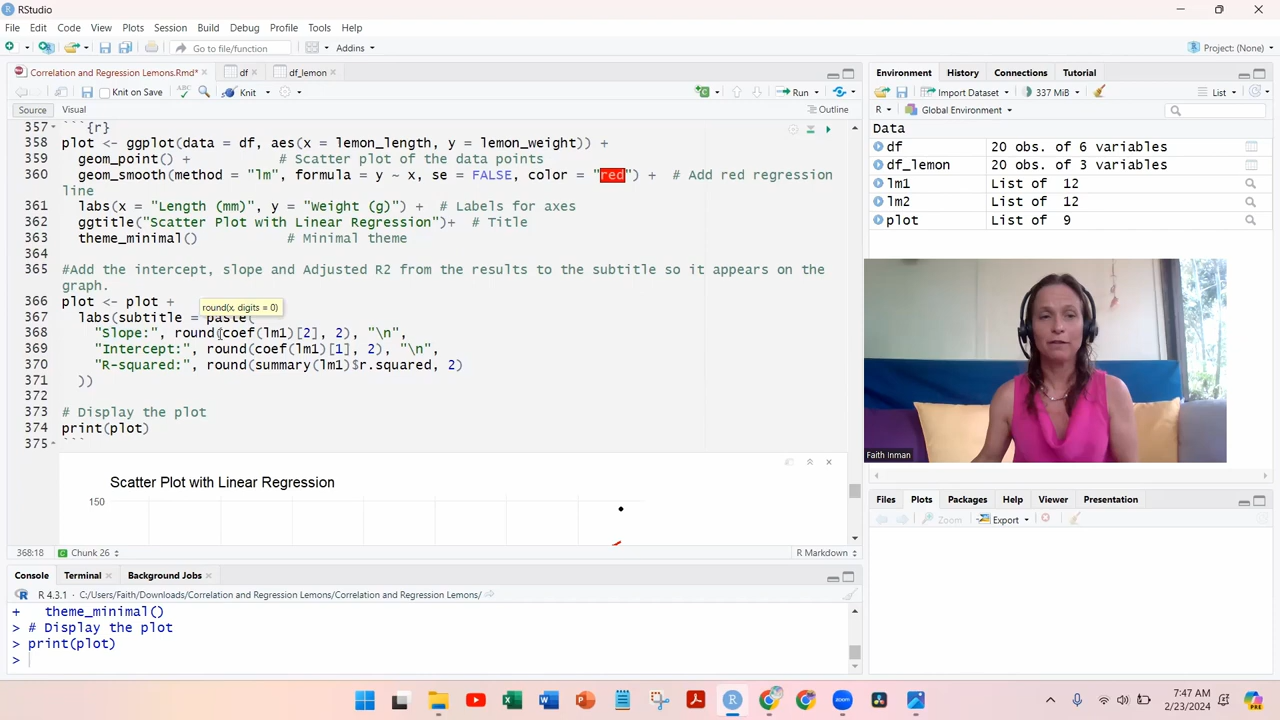 RStudio
File Edit Code View Plots Session Build Debug Profile Tools Help
Go to file/function Addins Project: (None)
Correlation and Regression Lemons.Rmd* df df_lemon
Knit on Save Knit Run
Source Visual Outline
357 ```{r}
358 plot <- ggplot(data = df, aes(x = lemon_length, y = lemon_weight)) +
359 geom_point() + # Scatter plot of the data points
360 geom_smooth(method = "lm", formula = y ~ x, se = FALSE, color = "red") + # Add red regression
line
361 labs(x = "Length (mm)", y = "Weight (g)") + # Labels for axes
362 ggtitle("Scatter Plot with Linear Regression")+ # Title
363 theme_minimal() # Minimal theme
364
365 #Add the intercept, slope and Adjusted R2 from the results to the subtitle so it appears on the
graph.
366 plot <- plot +
round(x, digits = 0)
367 labs(subtitle = paste(
368 "Slope:", round(coef(lm1)[2], 2), "\n",
369 "Intercept:", round(coef(lm1)[1], 2), "\n",
370 "R-squared:", round(summary(lm1)$r.squared, 2)
371 ))
372
373 # Display the plot
374 print(plot)
375 ```
Scatter Plot with Linear Regression
150
368:18 Chunk 26 R Markdown
Console Terminal Background Jobs
R 4.3.1 · C:/Users/Faith/Downloads/Correlation and Regression Lemons/Correlation and Regression Lemons/
+ theme_minimal()
> # Display the plot
> print(plot)
>
Environment History Connections Tutorial
Import Dataset 337 MiB List
R Global Environment
Data
df 20 obs. of 6 variables
df_lemon 20 obs. of 3 variables
lm1 List of 12
lm2 List of 12
plot List of 9
Faith Inman
Files Plots Packages Help Viewer Presentation
Zoom Export
7:47 AM
2/23/2024